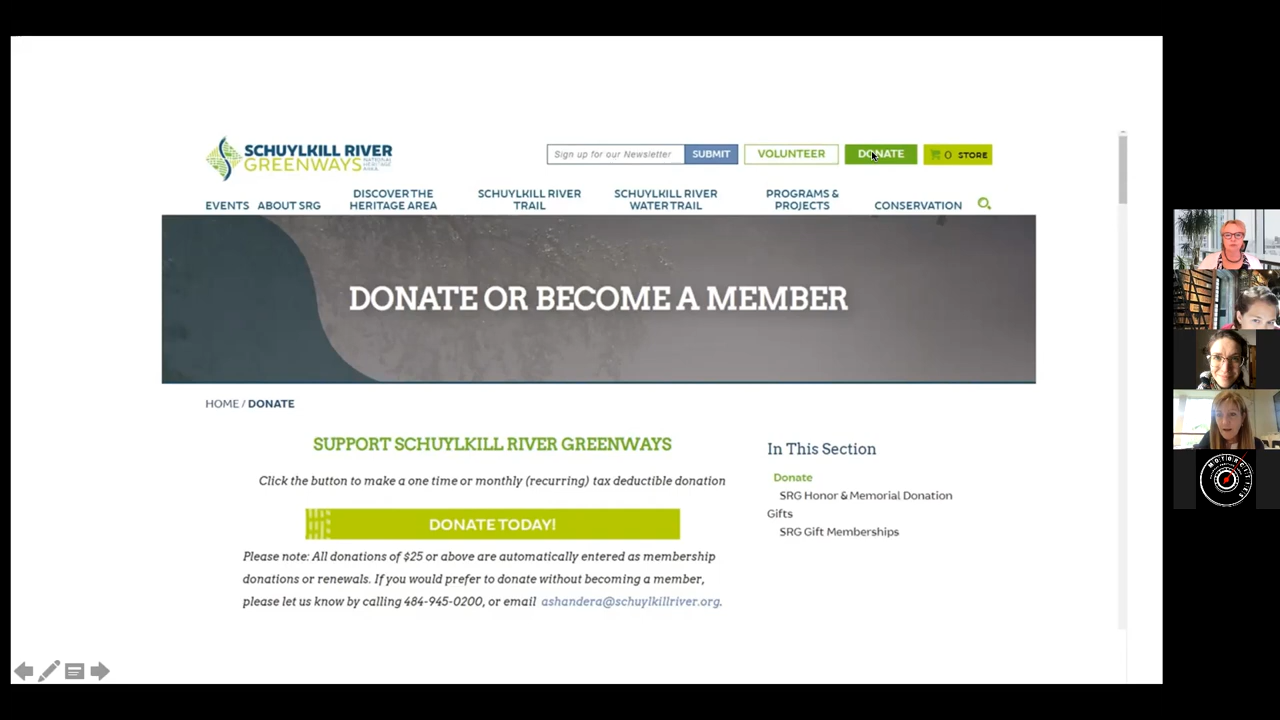 SCHUYLKILL RIVER
GREENWAYS NATIONAL HERITAGE AREA
Sign up for our Newsletter
SUBMIT
VOLUNTEER
DONATE
0 STORE
EVENTS
ABOUT SRG
DISCOVER THE
HERITAGE AREA
SCHUYLKILL RIVER
TRAIL
SCHUYLKILL RIVER
WATER TRAIL
PROGRAMS &
PROJECTS
CONSERVATION
DONATE OR BECOME A MEMBER
HOME / DONATE
SUPPORT SCHUYLKILL RIVER GREENWAYS
Click the button to make a one time or monthly (recurring) tax deductible donation
DONATE TODAY!
Please note: All donations of $25 or above are automatically entered as membership
donations or renewals. If you would prefer to donate without becoming a member,
please let us know by calling 484-945-0200, or email ashandera@schuylkillriver.org.
In This Section
Donate
SRG Honor & Memorial Donation
Gifts
SRG Gift Memberships
MOTORCITIES